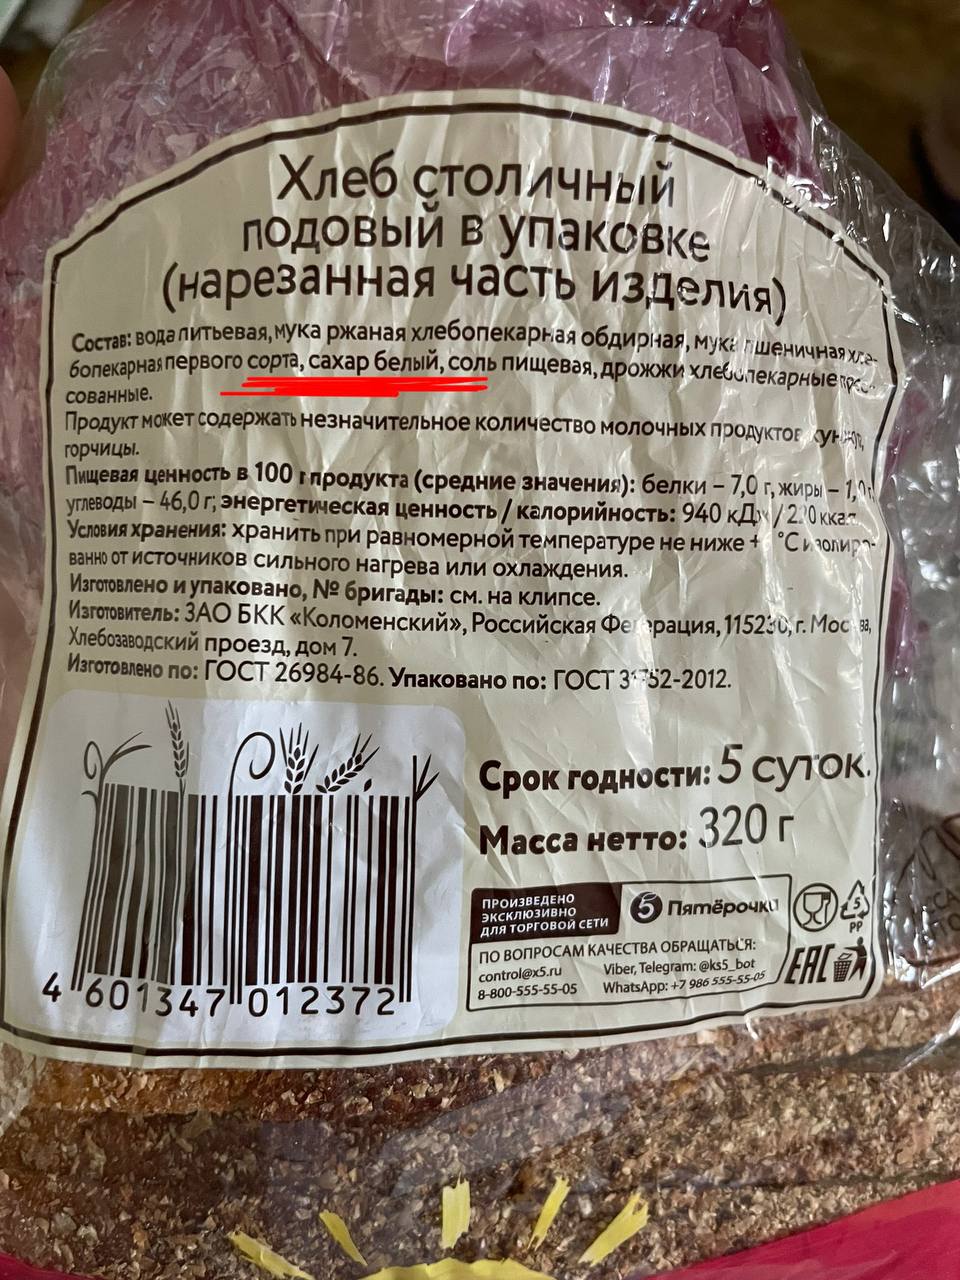 Хлеб столичный
подовый в упаковке
(нарезанная часть изделия)
Состав: вода питьевая, мука ржаная хлебопекарная обдирная, мука пшеничная хле-
бопекарная первого сорта, сахар белый, соль пищевая, дрожжи хлебопекарные прес-
сованные.
Продукт может содержать незначительное количество молочных продуктов,
горчицы.
Пищевая ценность в 100 г продукта (средние значения): белки – 7,0 г, жиры –
углеводы – 46,0 г; энергетическая ценность / калорийность: 940 кДж / ккал.
Условия хранения: хранить при равномерной температуре не ниже + °С изолиро-
ванно от источников сильного нагрева или охлаждения.
Изготовлено и упаковано, № бригады: см. на клипсе.
Изготовитель: ЗАО БКК «Коломенский», Российская Федерация, г. Москва,
Хлебозаводский проезд, дом 7.
Изготовлено по: ГОСТ 26984-86. Упаковано по: ГОСТ
Срок годности: 5 суток.
Масса нетто: 320 г
ПРОИЗВЕДЕНО
ЭКСКЛЮЗИВНО
ДЛЯ ТОРГОВОЙ СЕТИ
5 Пятёрочка
ПО ВОПРОСАМ КАЧЕСТВА ОБРАЩАТЬСЯ:
control@x5.ru Viber, Telegram: @ks5_bot
8-800-555-55-05 WhatsApp: +7 986 555-55-05
5
PP
EAC
4 601347 012372